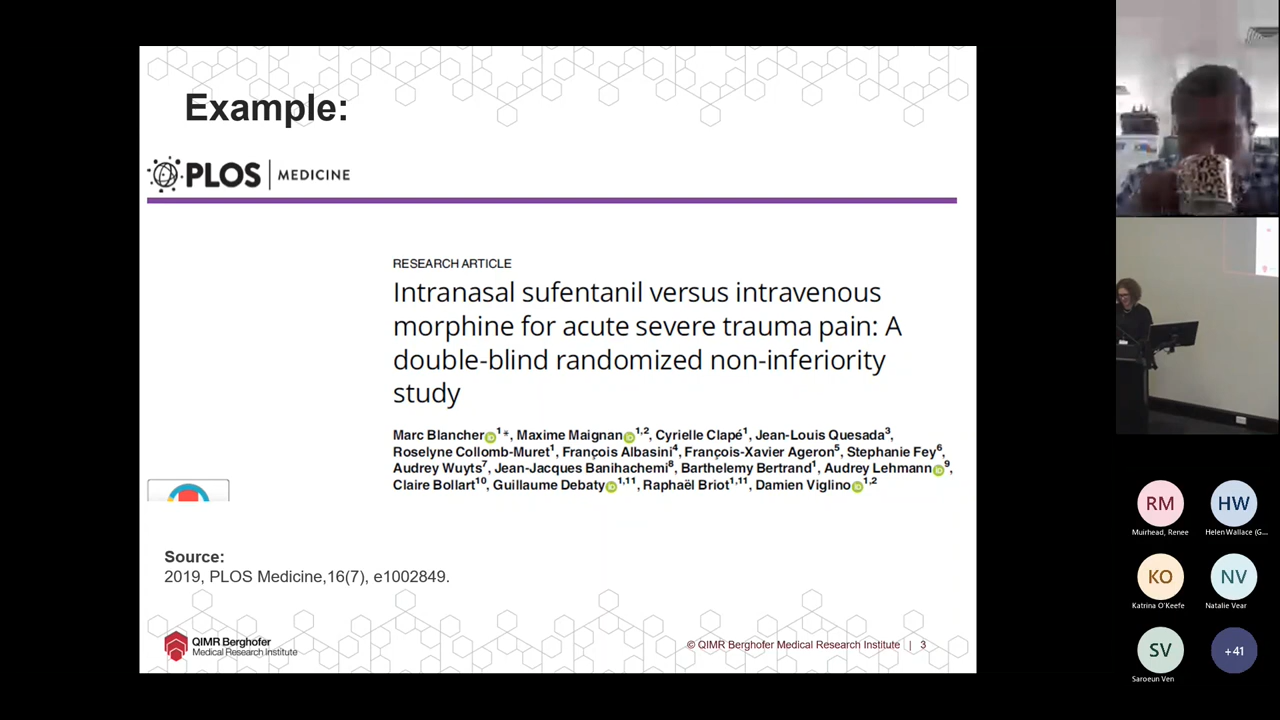 Example:
PLOS | MEDICINE
RESEARCH ARTICLE
Intranasal sufentanil versus intravenous
morphine for acute severe trauma pain: A
double-blind randomized non-inferiority
study
Marc Blancher1*, Maxime Maignan1,2, Cyrielle Clapé1, Jean-Louis Quesada3,
Roselyne Collomb-Muret1, François Albasini4, François-Xavier Ageron5, Stephanie Fey6,
Audrey Wuyts7, Jean-Jacques Banihachemi8, Barthelemy Bertrand1, Audrey Lehmann9,
Claire Bollart10, Guillaume Debaty1,11, Raphaël Briot1,11, Damien Viglino1,2
Source:
2019, PLOS Medicine,16(7), e1002849.
QIMR Berghofer
Medical Research Institute
© QIMR Berghofer Medical Research Institute | 3
RM
Muirhead, Renee
HW
Helen Wallace (G...
KO
Katrina O'Keefe
NV
Natalie Vear
SV
Saroeun Ven
+41